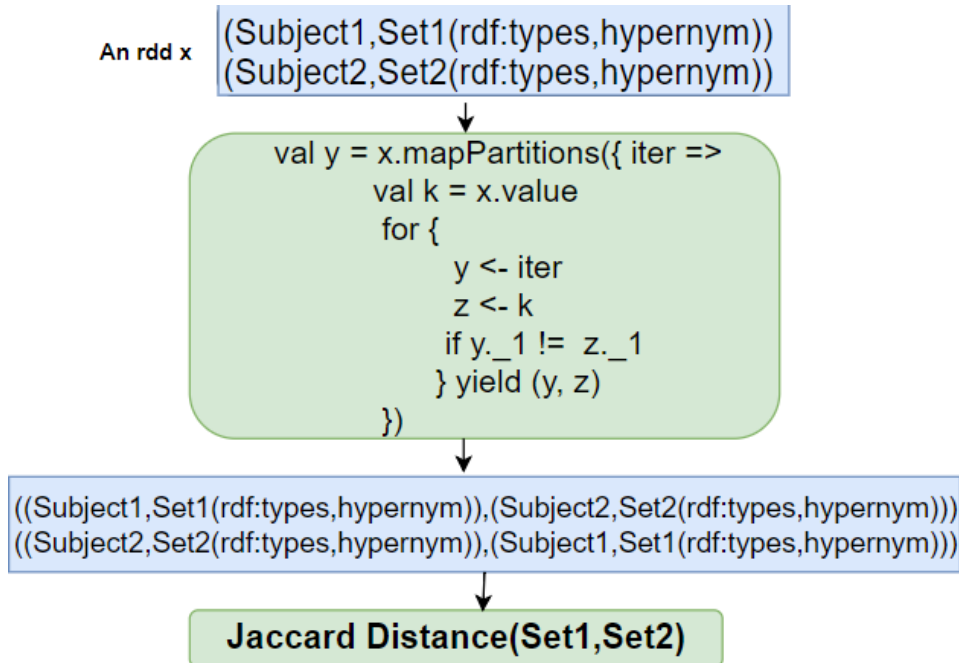 An rdd x
(Subject1,Set1(rdf:types,hypernym))
(Subject2,Set2(rdf:types,hypernym))
val y = x.mapPartitions({ iter =>
val k = x.value
for {
y <- iter
z <- k
if y._1 != z._1
} yield (y, z)
})
((Subject1,Set1(rdf:types,hypernym)),(Subject2,Set2(rdf:types,hypernym)))
((Subject2,Set2(rdf:types,hypernym)),(Subject1,Set1(rdf:types,hypernym)))
Jaccard Distance(Set1,Set2)